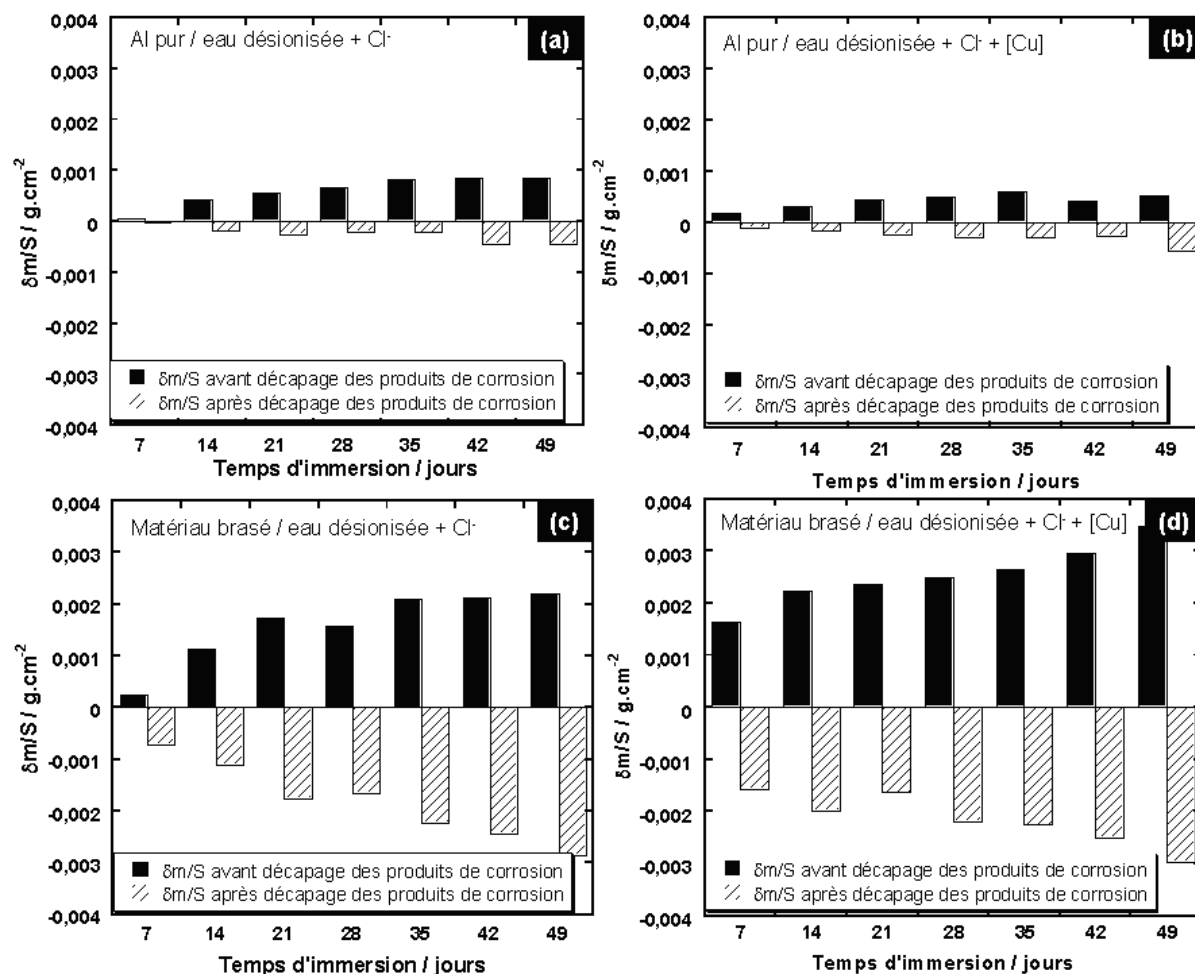 Al pur / eau désionisée + Cl-
(a)
δm/S / g.cm-2
0,004
0,003
0,002
0,001
0
-0,001
-0,002
-0,003
-0,004
δm/S avant décapage des produits de corrosion
δm/S après décapage des produits de corrosion
7 14 21 28 35 42 49
Temps d'immersion / jours
Al pur / eau désionisée + Cl- + [Cu]
(b)
δm/S / g.cm-2
0,004
0,003
0,002
0,001
0
-0,001
-0,002
-0,003
-0,004
δm/S avant décapage des produits de corrosion
δm/S après décapage des produits de corrosion
7 14 21 28 35 42 49
Temps d'immersion / jours
Matériau brasé / eau désionisée + Cl-
(c)
δm/S / g.cm-2
0,004
0,003
0,002
0,001
0
-0,001
-0,002
-0,003
-0,004
δm/S avant décapage des produits de corrosion
δm/S après décapage des produits de corrosion
7 14 21 28 35 42 49
Temps d'immersion / jours
Matériau brasé / eau désionisée + Cl- + [Cu]
(d)
δm/S / g.cm-2
0,004
0,003
0,002
0,001
0
-0,001
-0,002
-0,003
-0,004
δm/S avant décapage des produits de corrosion
δm/S après décapage des produits de corrosion
7 14 21 28 35 42 49
Temps d'immersion / jours